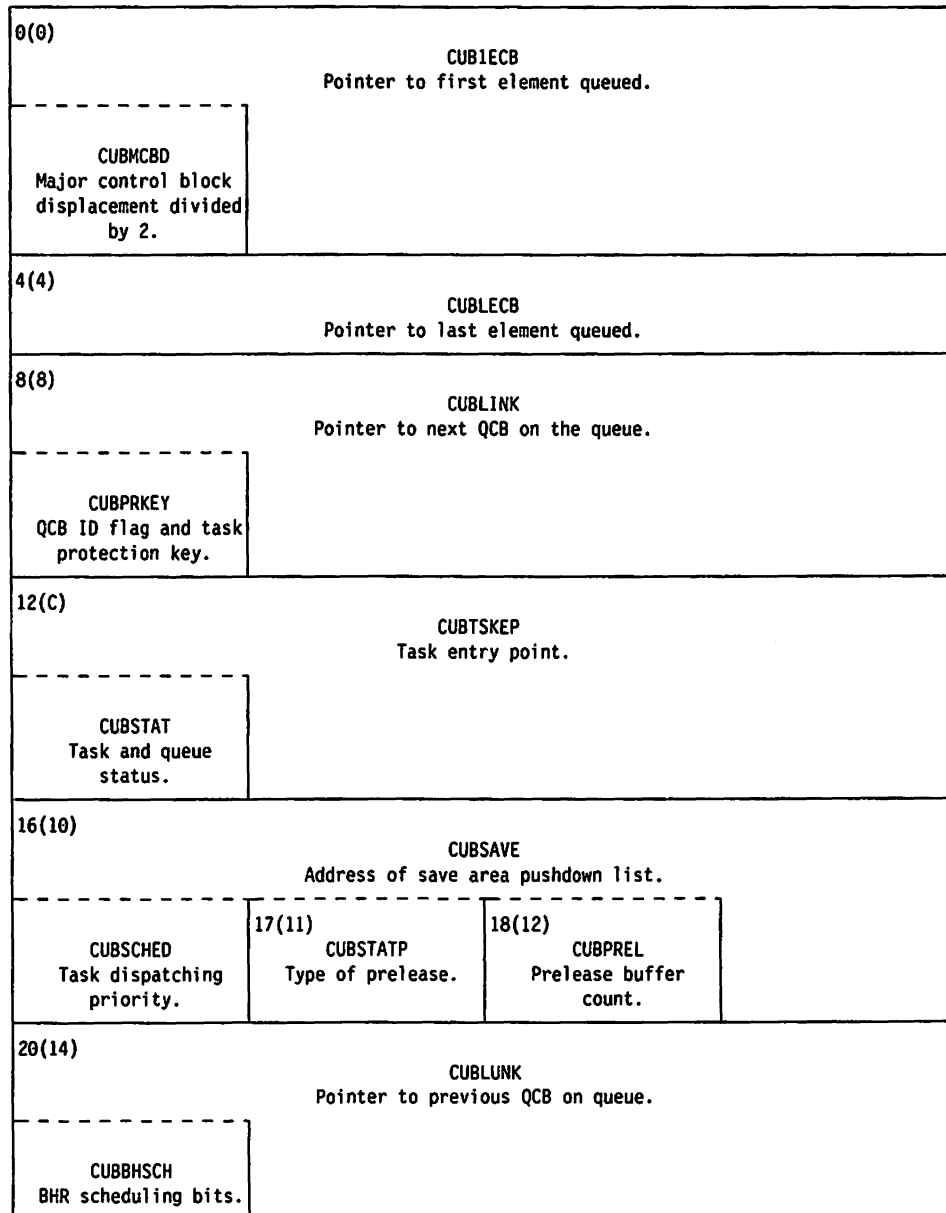 0(0)
CUB1ECB
Pointer to first element queued.
CUBMCBD
Major control block
displacement divided
by 2.
4(4)
CUBLECB
Pointer to last element queued.
8(8)
CUBLINK
Pointer to next QCB on the queue.
CUBPRKEY
QCB ID flag and task
protection key.
12(C)
CUBTSKEP
Task entry point.
CUBSTAT
Task and queue
status.
16(10)
CUBSAVE
Address of save area pushdown list.
CUBSCHED
Task dispatching
priority.
17(11)
CUBSTATP
Type of prelease.
18(12)
CUBPREL
Prelease buffer
count.
20(14)
CUBLUNK
Pointer to previous QCB on queue.
CUBBHSCH
BHR scheduling bits.